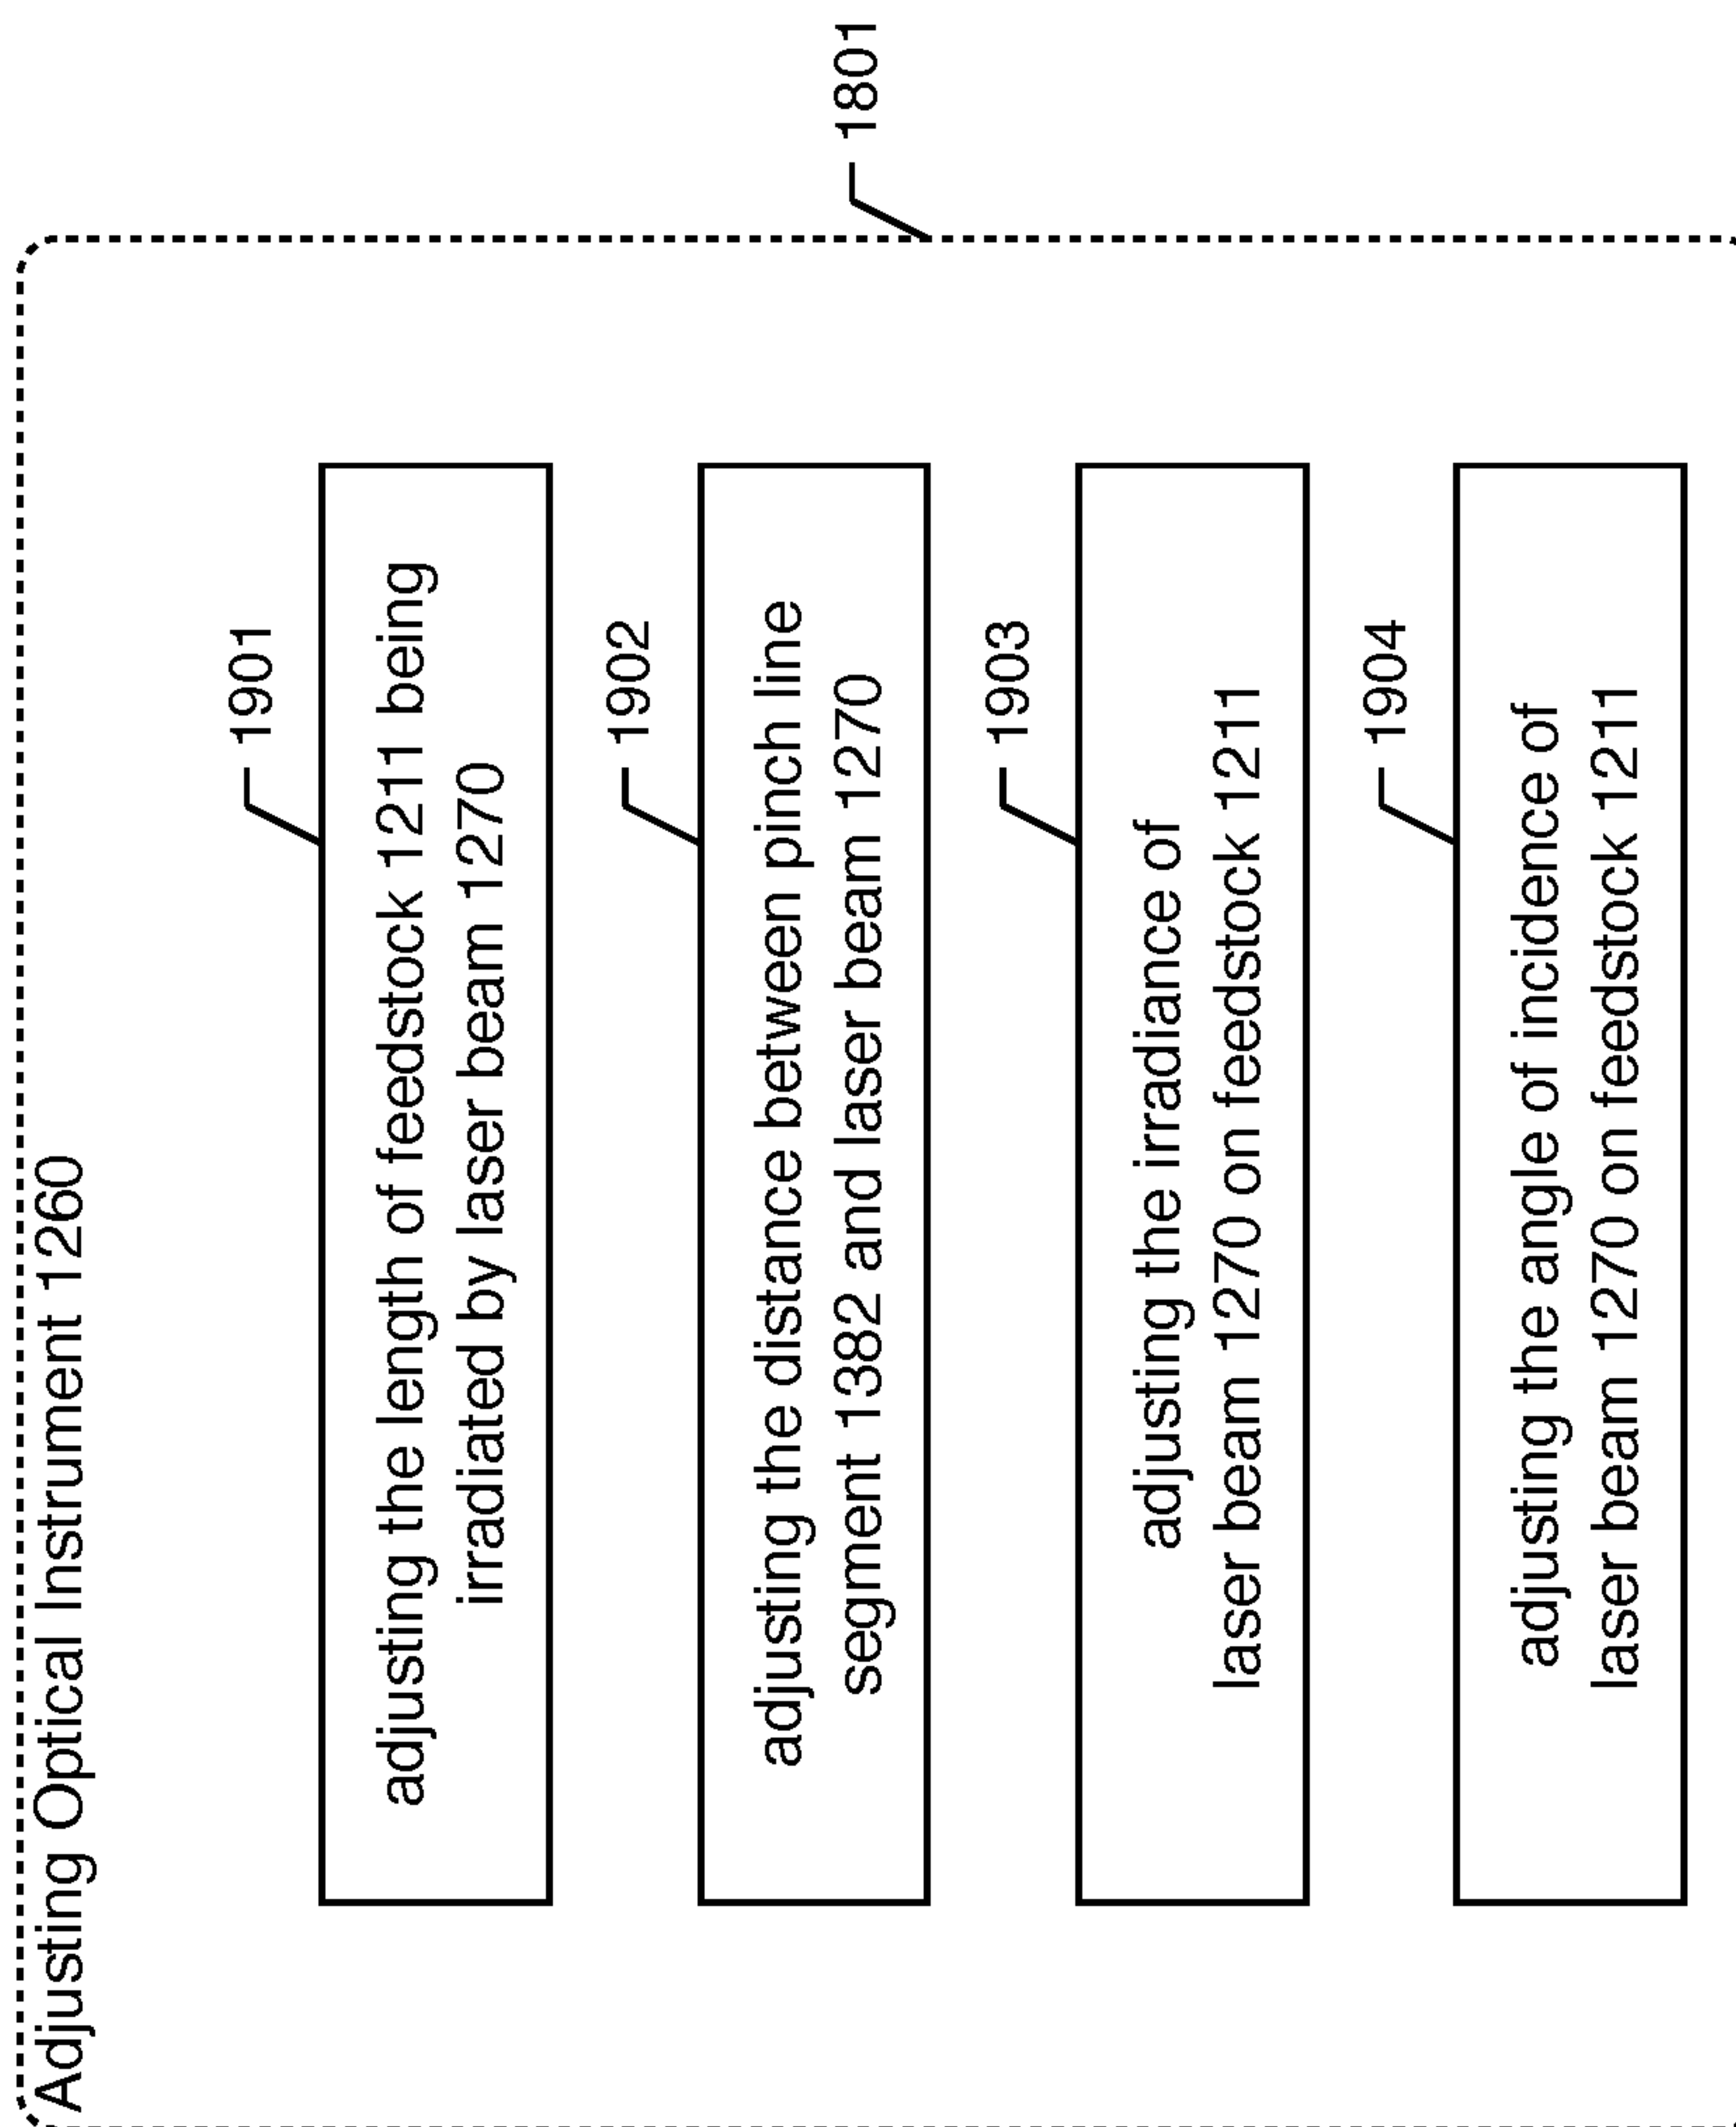 Adjusting Optical Instrument 1260
1901
adjusting the length of feedstock 1211 being
irradiated by laser beam 1270
1902
adjusting the distance between pinch line
segment 1382 and laser beam 1270
1801
1903
adjusting the irradiance of
laser beam 1270 on feedstock 1211
1904
adjusting the angle of incidence of
laser beam 1270 on feedstock 1211